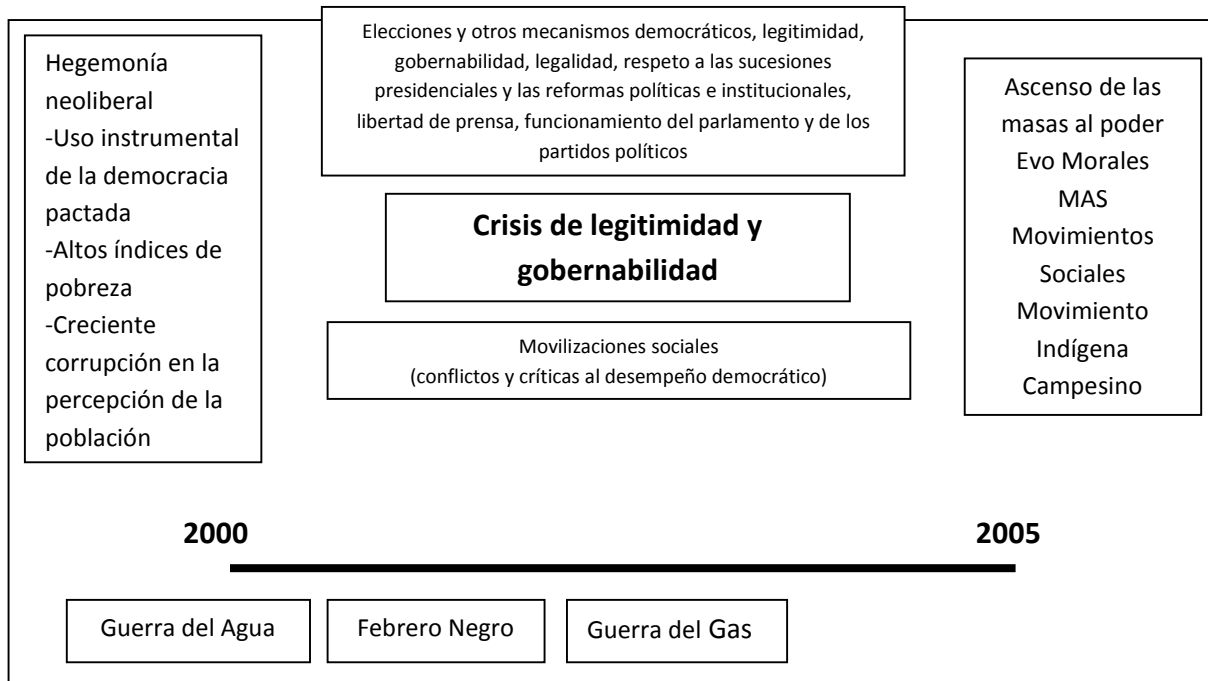 Hegemonía
neoliberal
-Uso instrumental
de la democracia
pactada
-Altos índices de
pobreza
-Creciente
corrupción en la
percepción de la
población
Elecciones y otros mecanismos democráticos, legitimidad,
gobernabilidad, legalidad, respeto a las sucesiones
presidenciales y las reformas políticas e institucionales,
libertad de prensa, funcionamiento del parlamento y de los
partidos políticos
Crisis de legitimidad y
gobernabilidad
Movilizaciones sociales
(conflictos y críticas al desempeño democrático)
Ascenso de las
masas al poder
Evo Morales
MAS
Movimientos
Sociales
Movimiento
Indígena
Campesino
2000
2005
Guerra del Agua
Febrero Negro
Guerra del Gas